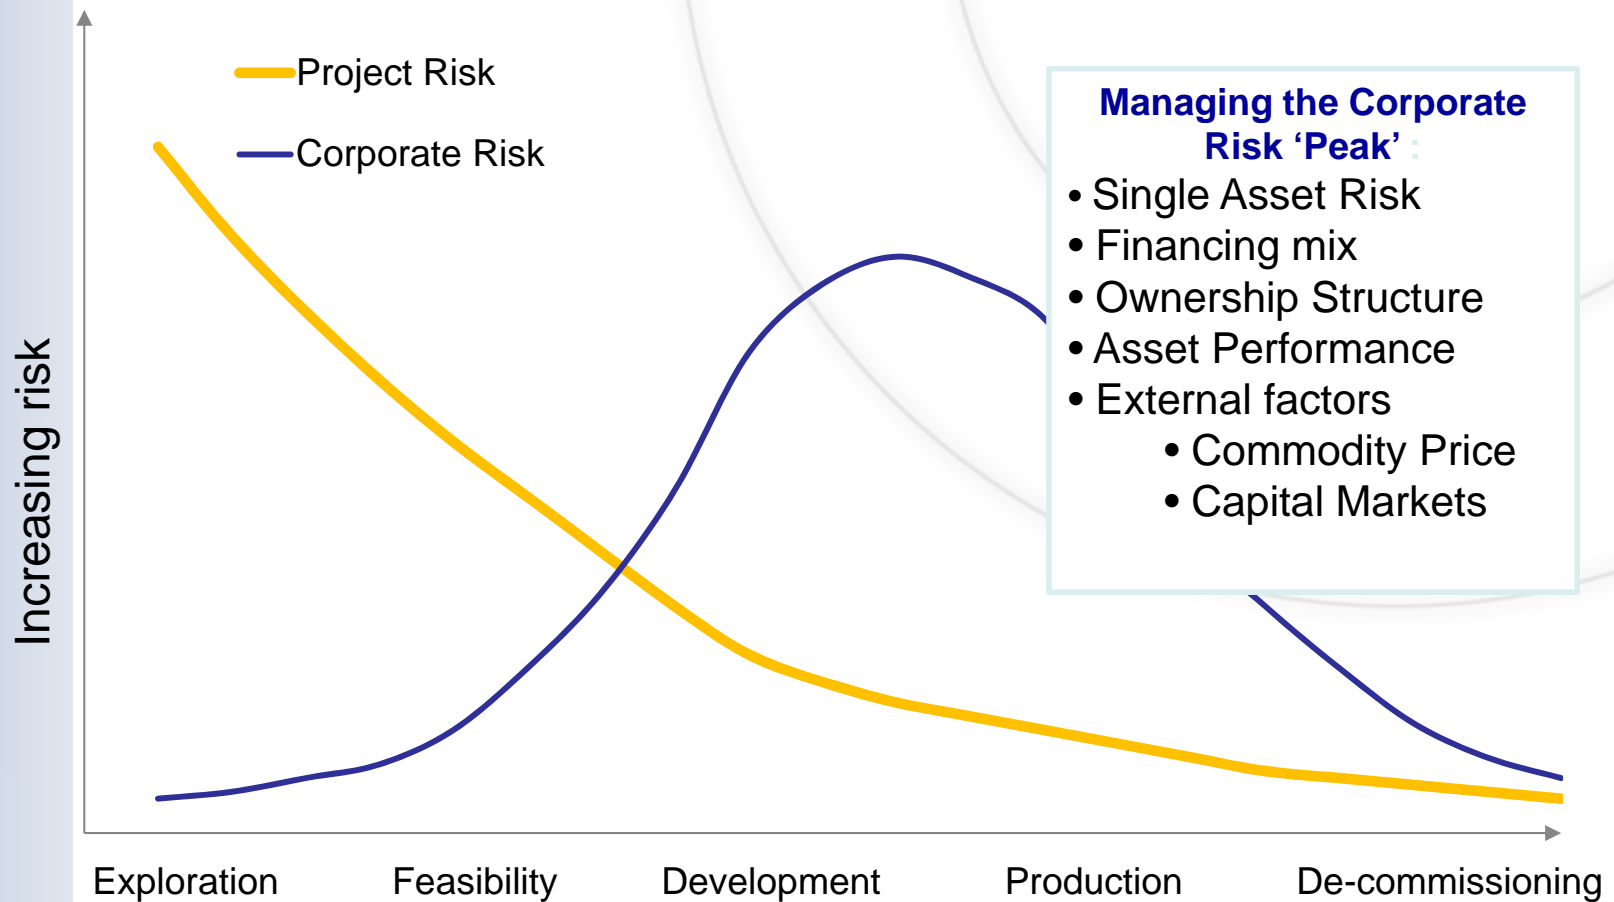 Project Risk
Corporate Risk
Managing the Corporate
Risk ‘Peak’ :
• Single Asset Risk
• Financing mix
• Ownership Structure
• Asset Performance
• External factors
• Commodity Price
• Capital Markets
Increasing risk
Exploration Feasibility Development Production De-commissioning